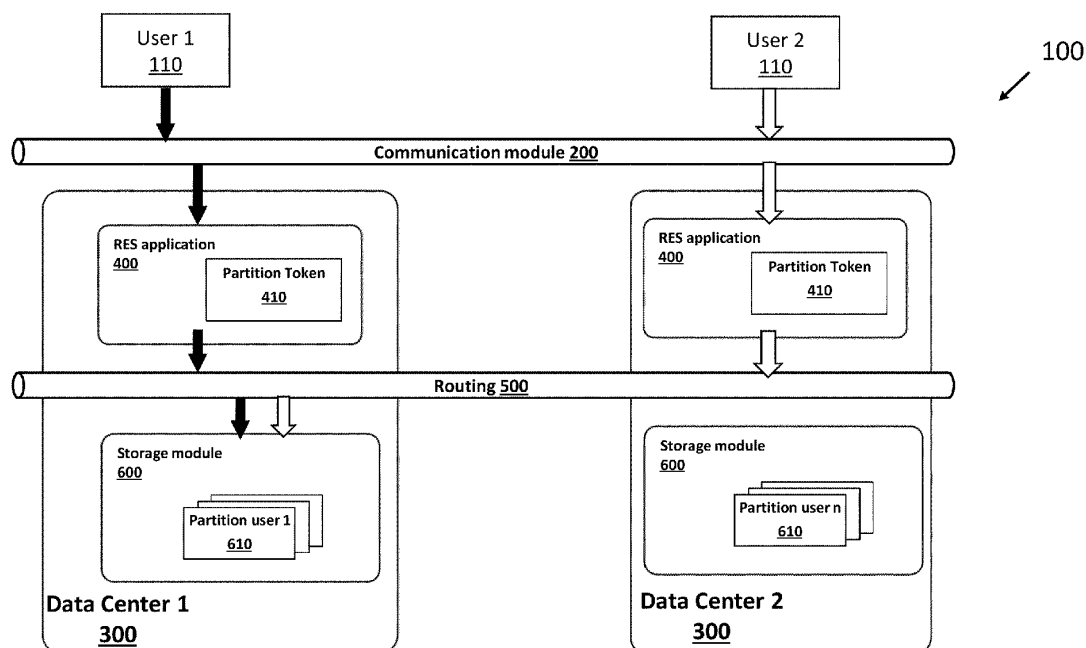 User 1
110
User 2
110
100
Communication module 200
RES application
400
Partition Token
410
RES application
400
Partition Token
410
Routing 500
Storage module
600
Partition user 1
610
Storage module
600
Partition user n
610
Data Center 1
300
Data Center 2
300